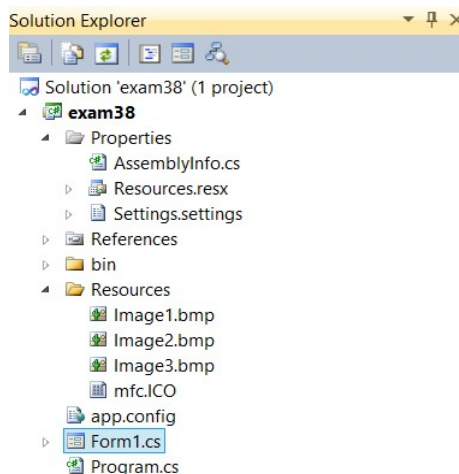 Solution Explorer
Solution 'exam38' (1 project)
exam38
Properties
AssemblyInfo.cs
Resources.resx
Settings.settings
References
bin
Resources
Image1.bmp
Image2.bmp
Image3.bmp
mfc.ICO
app.config
Form1.cs
Program.cs